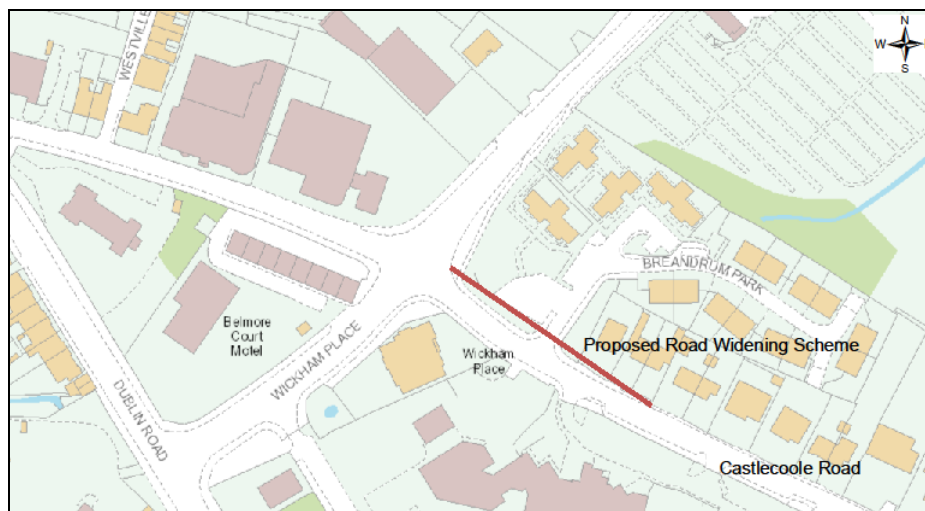 N
W
S
WESTVILLE
BREANDRUM PARK
Belmore
Court
Motel
WICKHAM PLACE
Wickham
Place
Proposed Road Widening Scheme
DUBLIN ROAD
Castlecoole Road